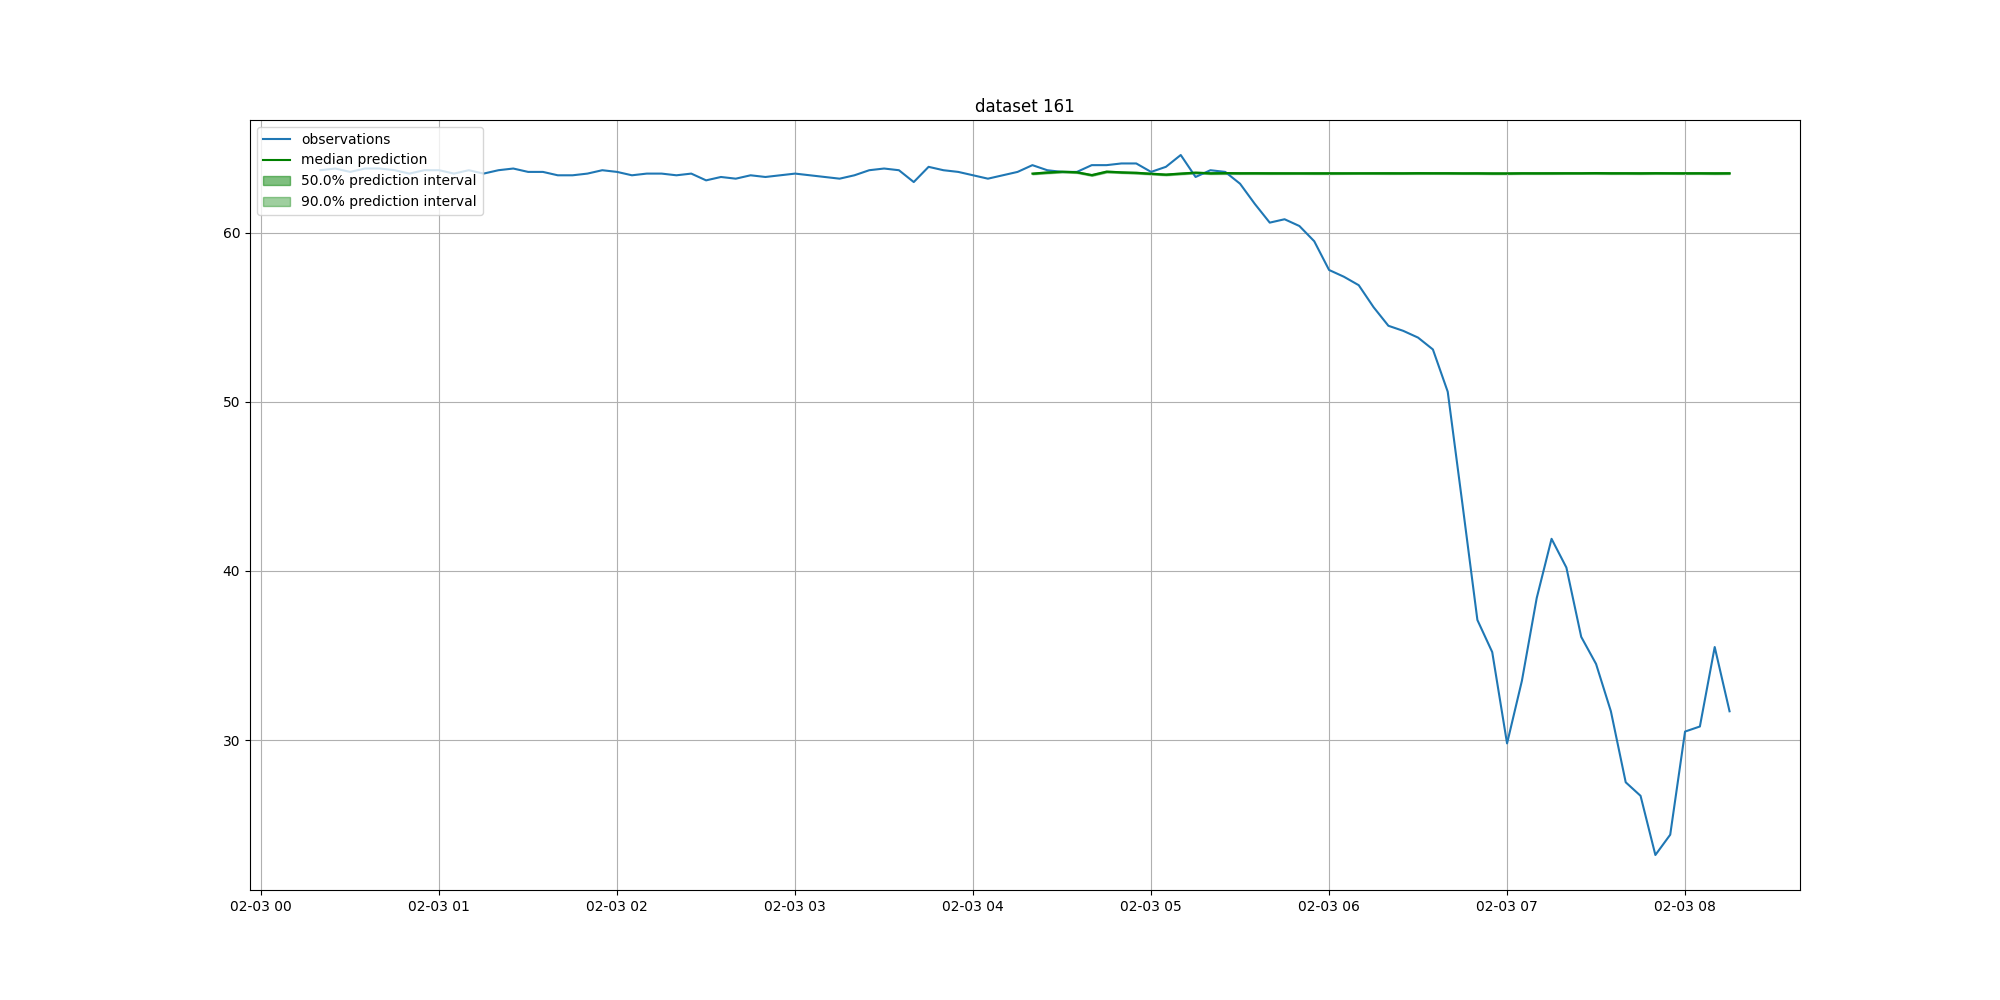 dataset 161
observations
median prediction
50.0% prediction interval
90.0% prediction interval
60
50
40
30
02-03 00 02-03 01 02-03 02 02-03 03 02-03 04 02-03 05 02-03 06 02-03 07 02-03 08